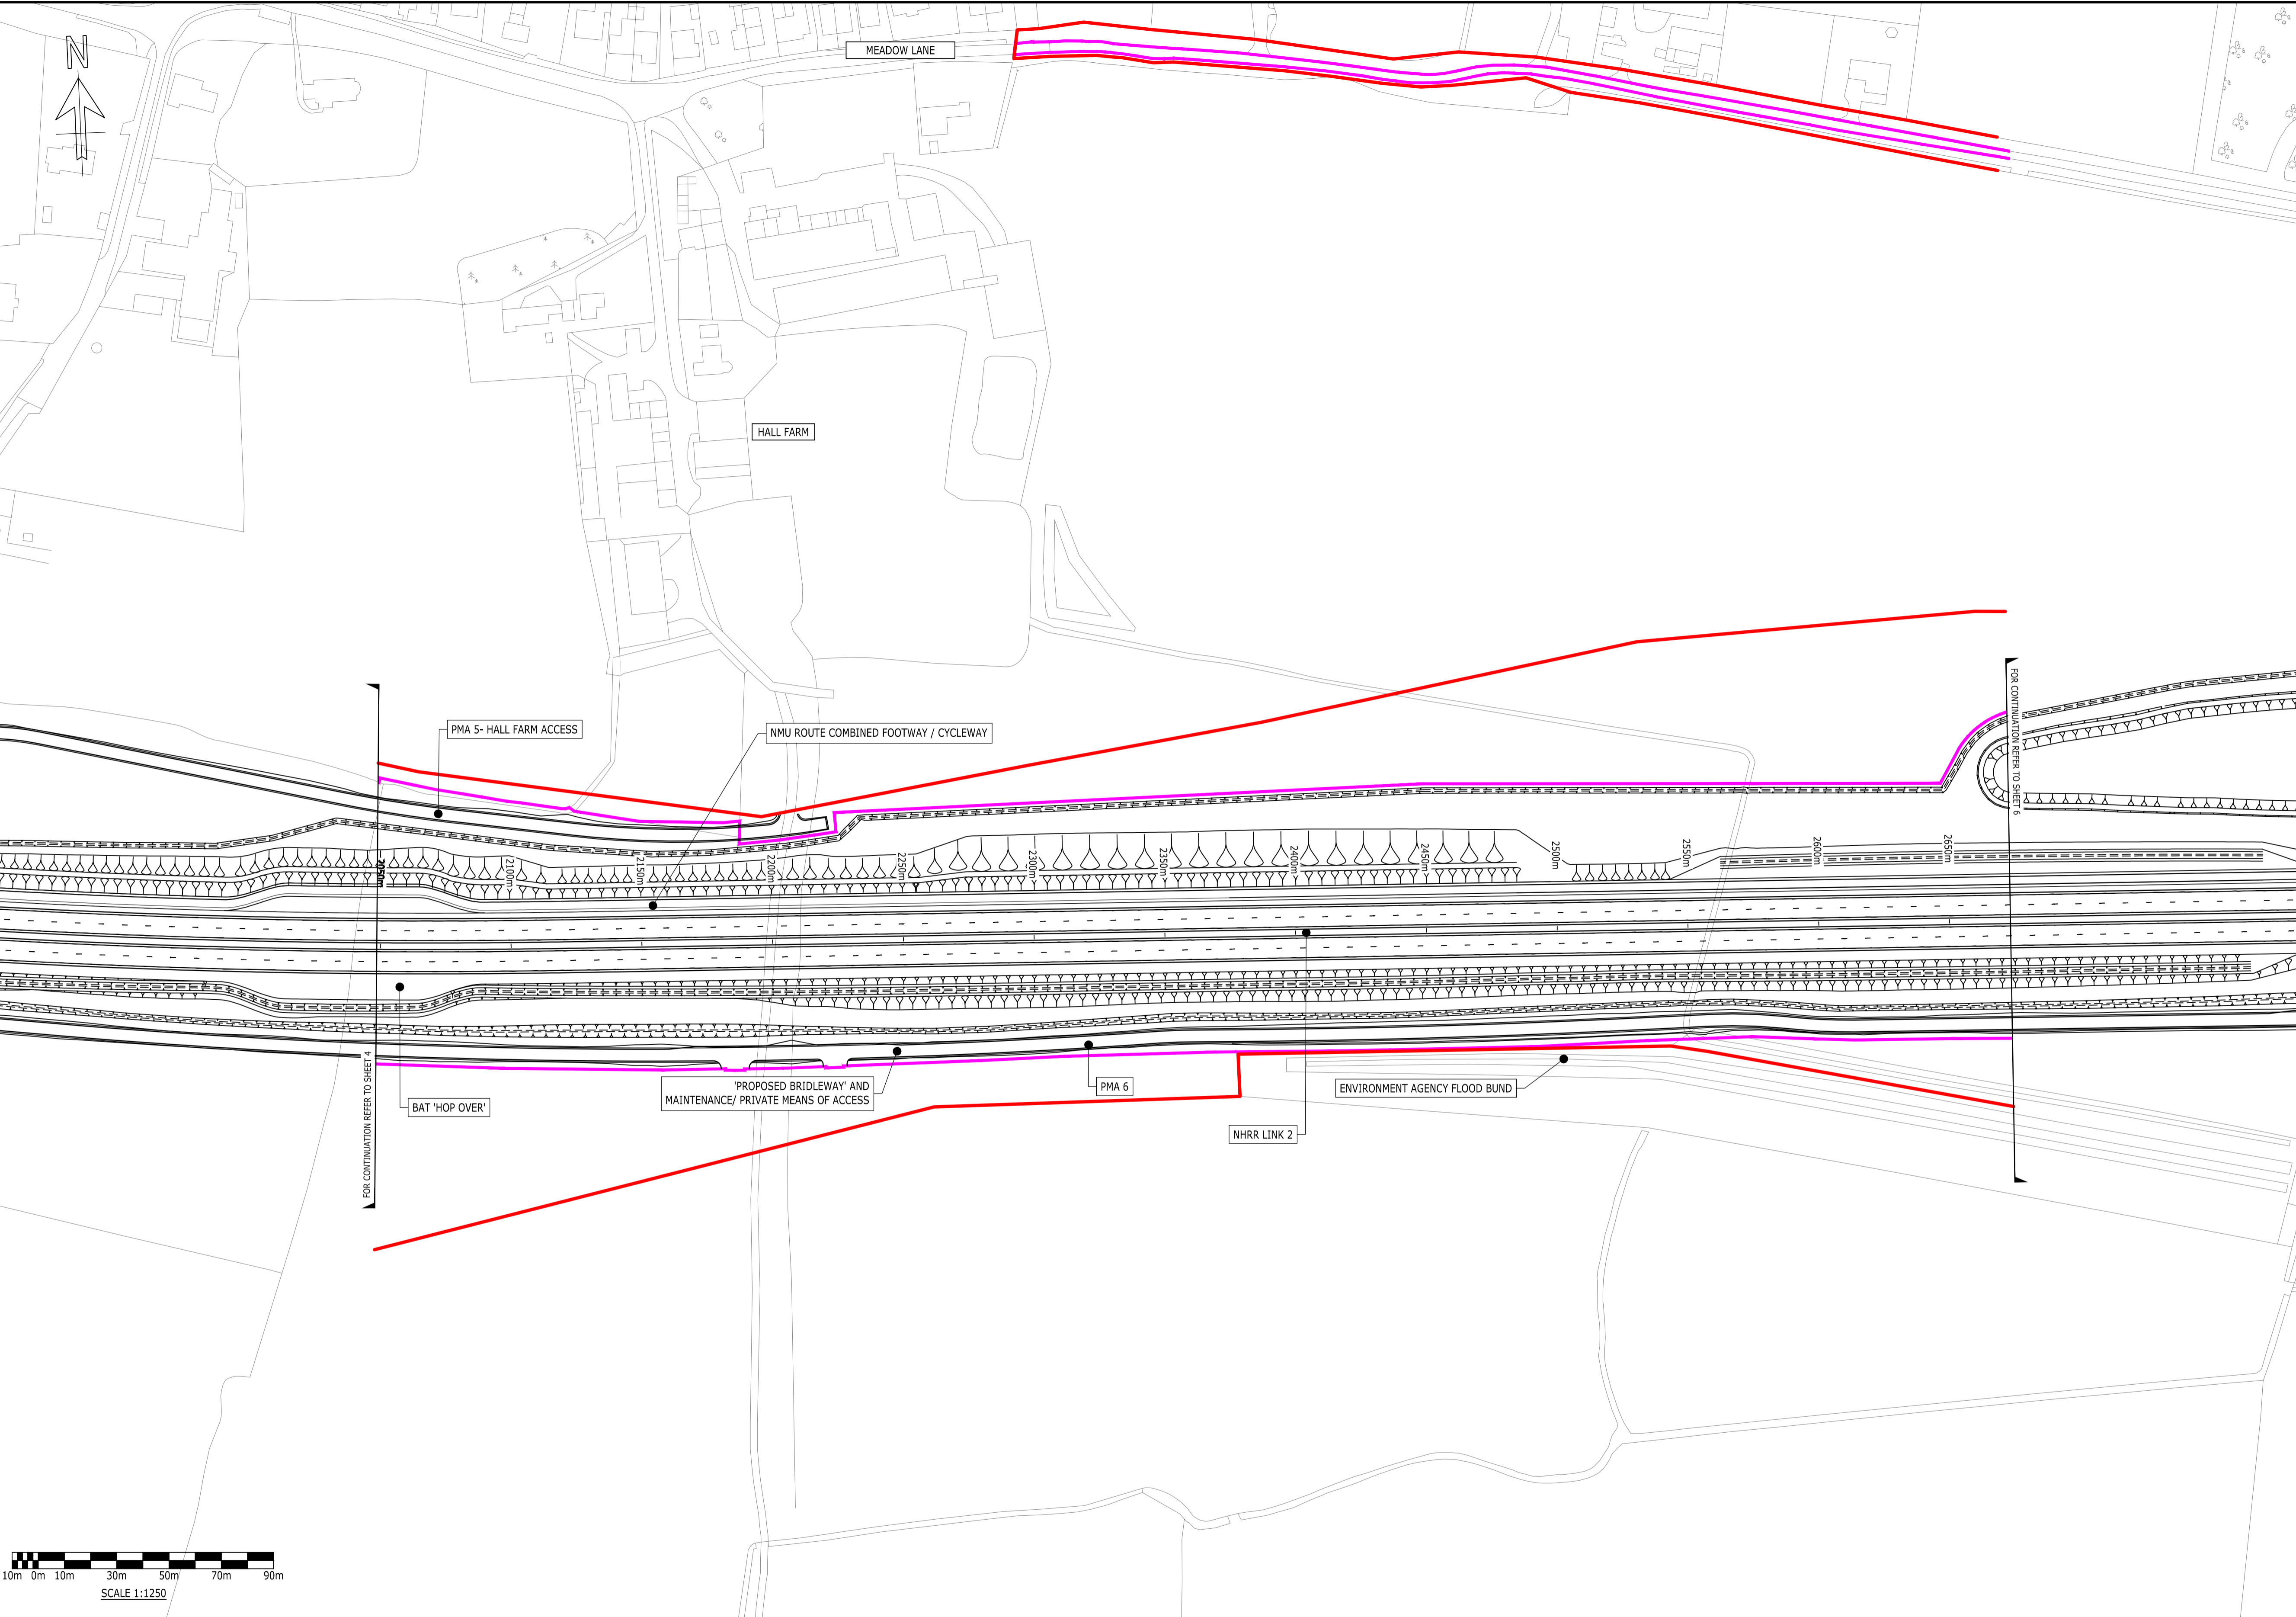 N
MEADOW LANE
HALL FARM
PMA 5- HALL FARM ACCESS
NMU ROUTE COMBINED FOOTWAY / CYCLEWAY
FOR CONTINUATION REFER TO SHEET 6
2050m
2100m
2150m
2200m
2250m
2300m
2350m
2400m
2450m
2500m
2550m
2600m
2650m
FOR CONTINUATION REFER TO SHEET 4
BAT 'HOP OVER'
'PROPOSED BRIDLEWAY' AND
MAINTENANCE/ PRIVATE MEANS OF ACCESS
PMA 6
ENVIRONMENT AGENCY FLOOD BUND
NHRR LINK 2
10m 0m 10m 30m 50m 70m 90m
SCALE 1:1250